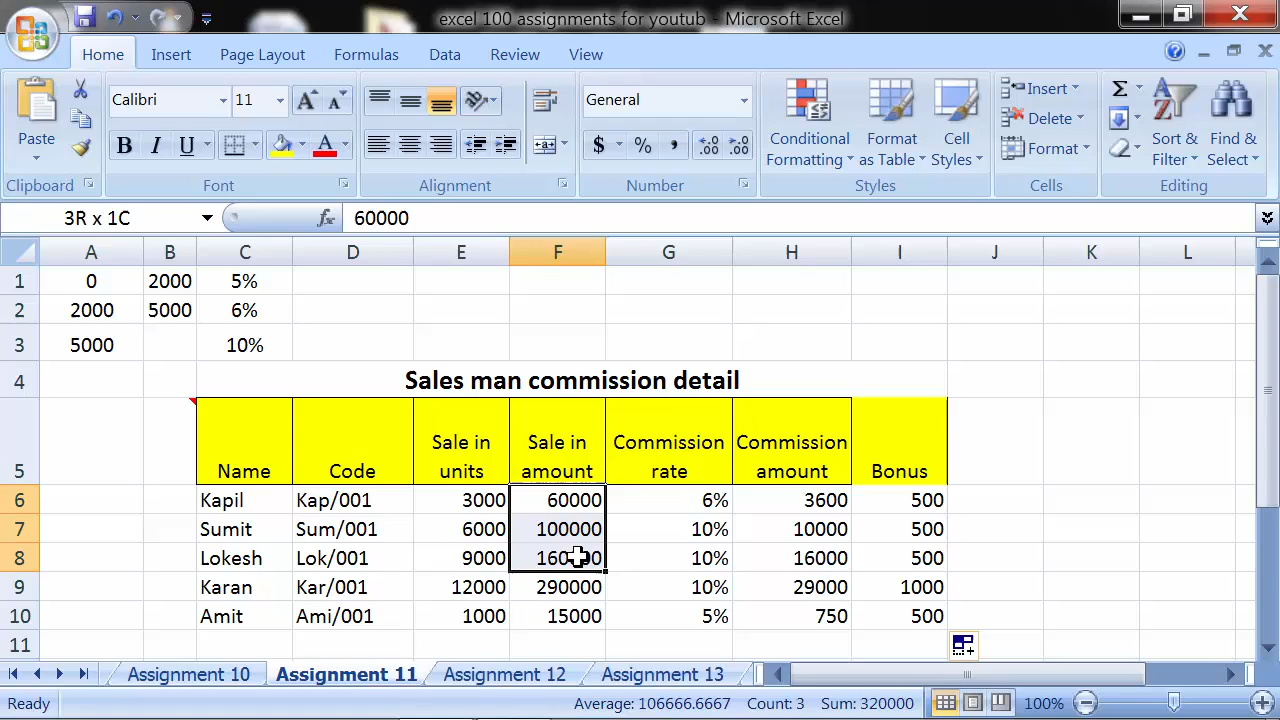 excel 100 assignments for youtub - Microsoft Excel
Home Insert Page Layout Formulas Data Review View
Paste
Clipboard
Calibri 11
B I U A
Font
Alignment
General
$ % ,
Number
Conditional Formatting
Format as Table
Cell Styles
Styles
Insert
Delete
Format
Cells
Σ
Sort & Filter
Find & Select
Editing
3R x 1C fx 60000
A B C D E F G H I J K L
1 0 2000 5%
2 2000 5000 6%
3 5000 10%
4 Sales man commission detail
5 Name Code Sale in units Sale in amount Commission rate Commission amount Bonus
6 Kapil Kap/001 3000 60000 6% 3600 500
7 Sumit Sum/001 6000 100000 10% 10000 500
8 Lokesh Lok/001 9000 10% 16000 500
9 Karan Kar/001 12000 290000 10% 29000 1000
10 Amit Ami/001 1000 15000 5% 750 500
11
Assignment 10 Assignment 11 Assignment 12 Assignment 13
Ready Average: 106666.6667 Count: 3 Sum: 320000 100%